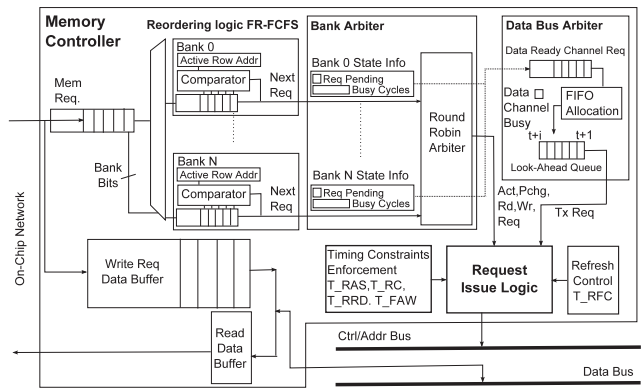 Memory
Controller
Reordering logic FR-FCFS
Bank Arbiter
Data Bus Arbiter
Mem
Req.
Bank
Bits
Bank 0
Active Row Addr
Comparator
Next
Req
Bank N
Active Row Addr
Comparator
Next
Req
Bank 0 State Info
Req Pending
Busy Cycles
Bank N State Info
Req Pending
Busy Cycles
Round
Robin
Arbiter
Data Ready Channel Req
Data
Channel
Busy
FIFO
Allocation
t+i
t+1
Look-Ahead Queue
Act,Pchg,
Rd,Wr,
Req
Tx Req
On-Chip Network
Write Req
Data Buffer
Read
Data
Buffer
Timing Constraints
Enforcement
T_RAS,T_RC,
T_RRD. T_FAW
Request
Issue Logic
Refresh
Control
T_RFC
Ctrl/Addr Bus
Data Bus